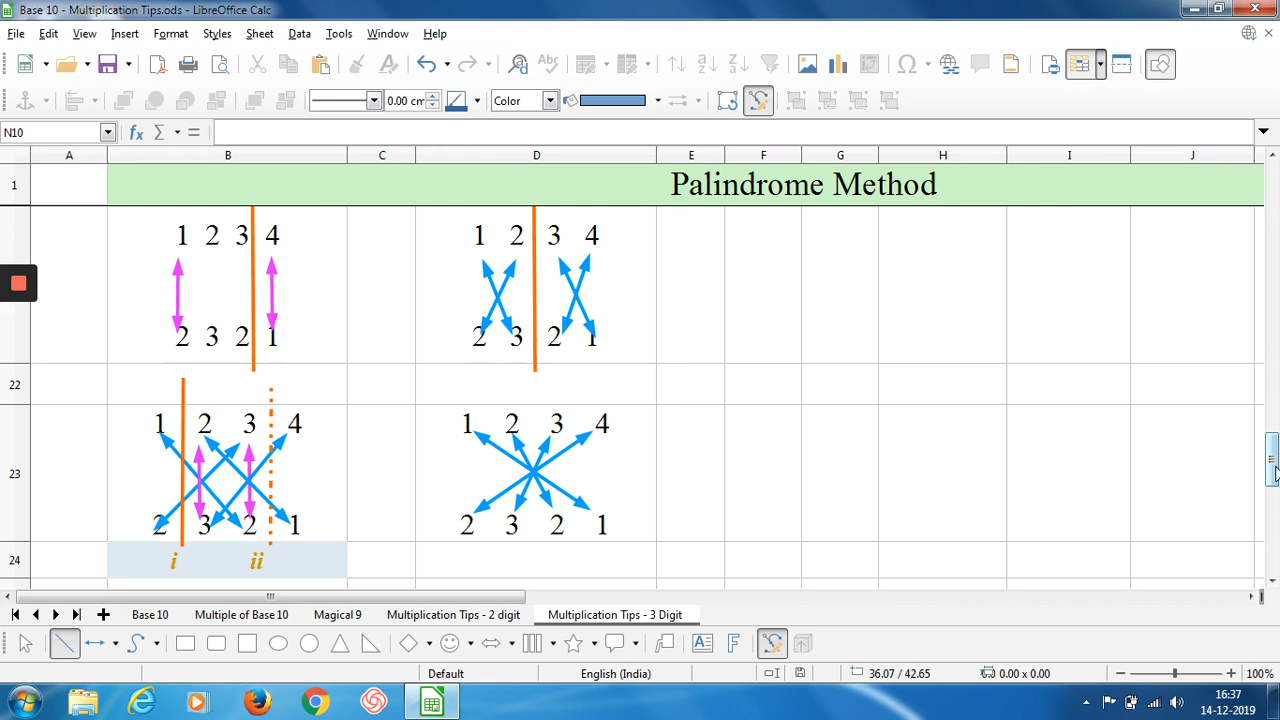 Base 10 - Multiplication Tips.ods - LibreOffice Calc
File Edit View Insert Format Styles Sheet Data Tools Window Help
0.00 cm Color
N10
A B C D E F G H I J
1 Palindrome Method
1 2 3 4 1 2 3 4
2 3 2 1 2 3 2 1
22
1 2 3 4 1 2 3 4
23
2 3 2 1 2 3 2 1
24 i ii
Base 10 Multiple of Base 10 Magical 9 Multiplication Tips - 2 digit Multiplication Tips - 3 Digit
Default English (India) 36.07 / 42.65 0.00 x 0.00 100%
16:37
14-12-2019